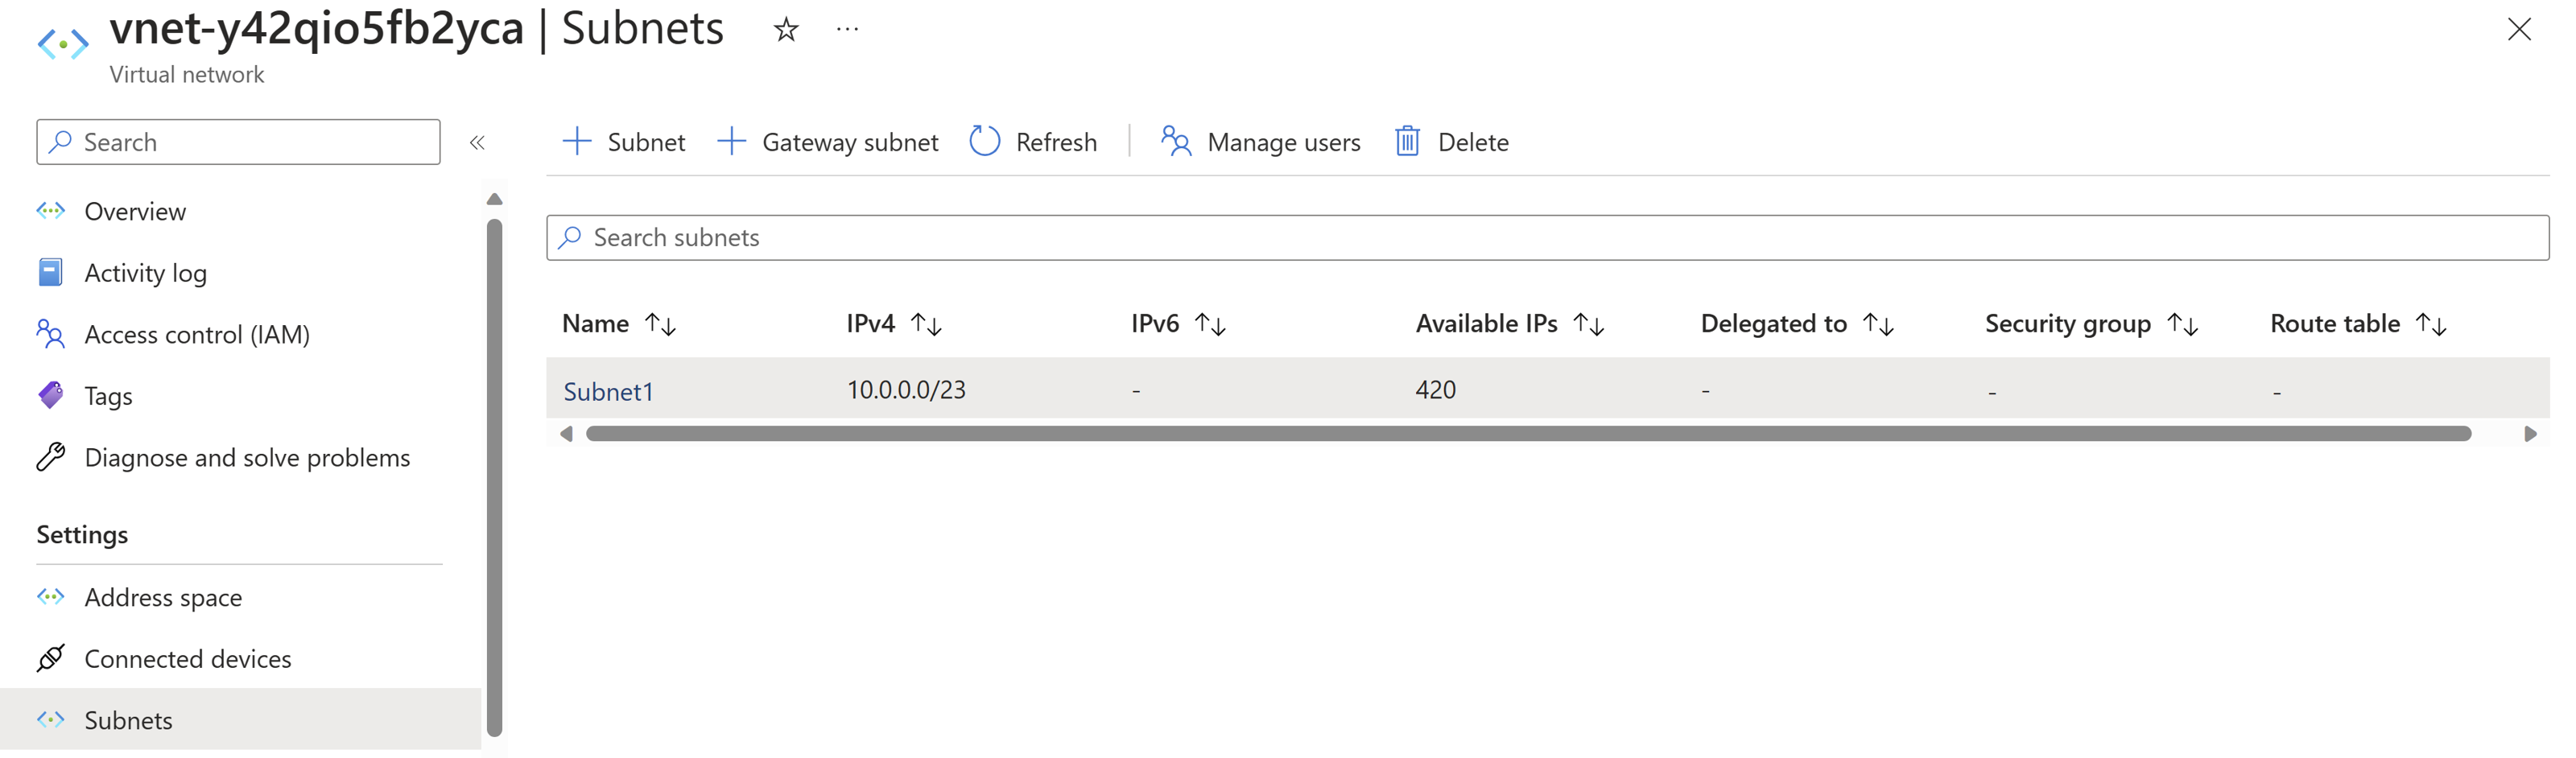 vnet-y42qio5fb2yca | Subnets
Virtual network
Search
Subnet
Gateway subnet
Refresh
Manage users
Delete
Overview
Activity log
Access control (IAM)
Tags
Diagnose and solve problems
Settings
Address space
Connected devices
Subnets
Search subnets
Name IPv4 IPv6 Available IPs Delegated to Security group Route table
Subnet1 10.0.0.0/23 - 420 - - -